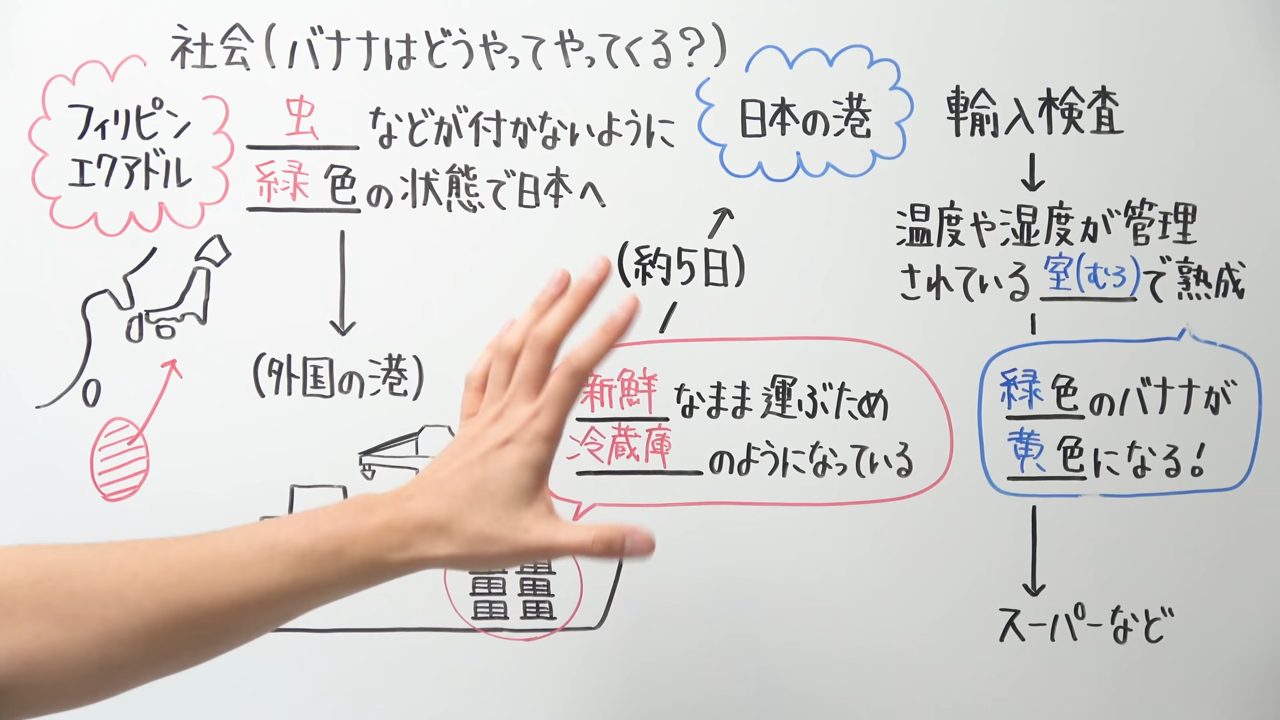 社会(バナナはどうやってやってくる?)
フィリピン
エクアドル
虫などが付かないように
緑色の状態で日本へ
(外国の港)
(約5日)
新鮮なまま運ぶため
冷蔵庫のようになっている
日本の港
輸入検査
温度や湿度が管理
されている室(むろ)で熟成
緑色のバナナが
黄色になる!
スーパーなど